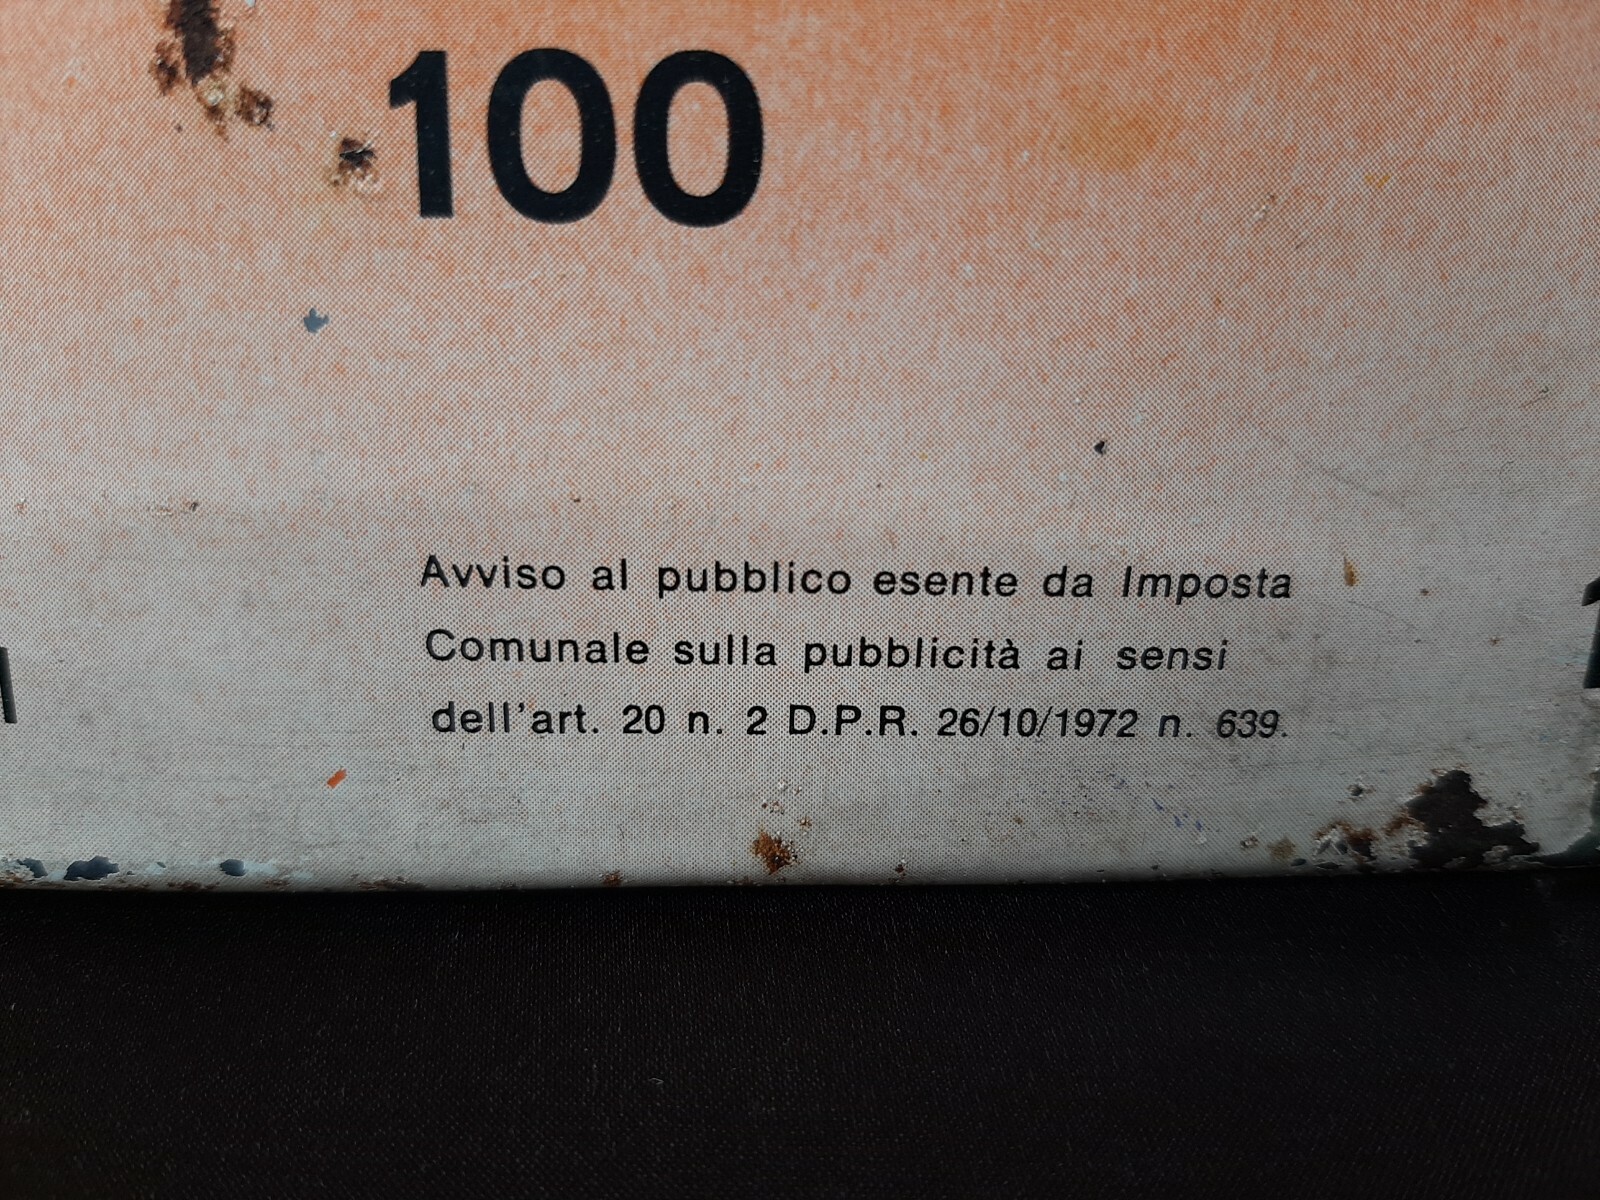 100
Avviso al pubblico esente da Imposta
Comunale sulla pubblicità ai sensi
dell'art. 20 n. 2 D.P.R. 26/10/1972 n. 639.